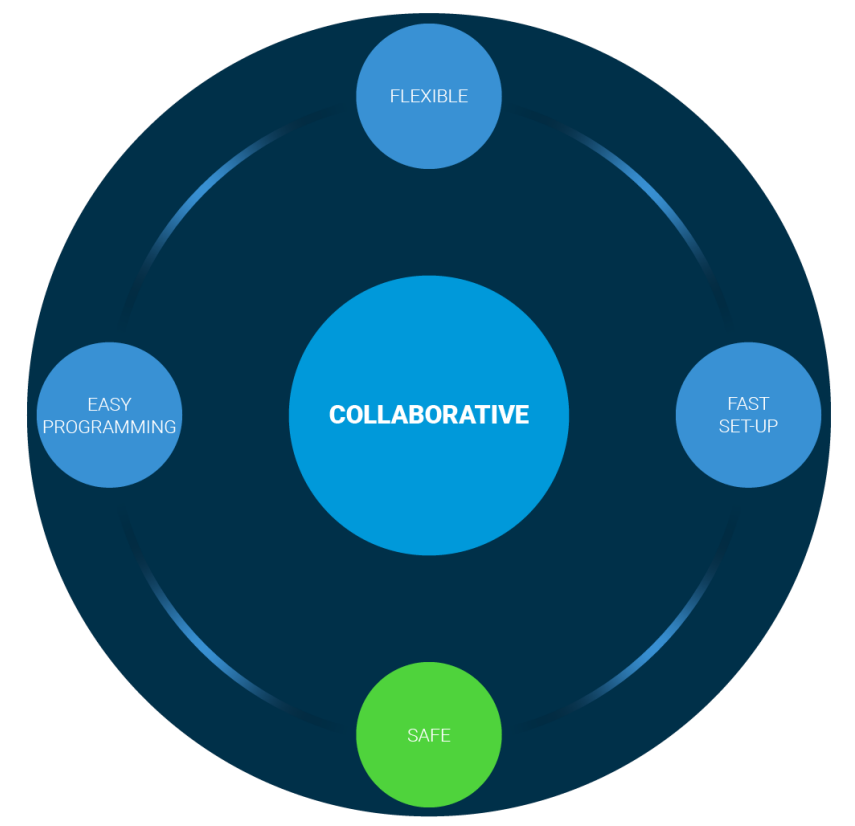 FLEXIBLE
EASY
PROGRAMMING
COLLABORATIVE
FAST
SET-UP
SAFE